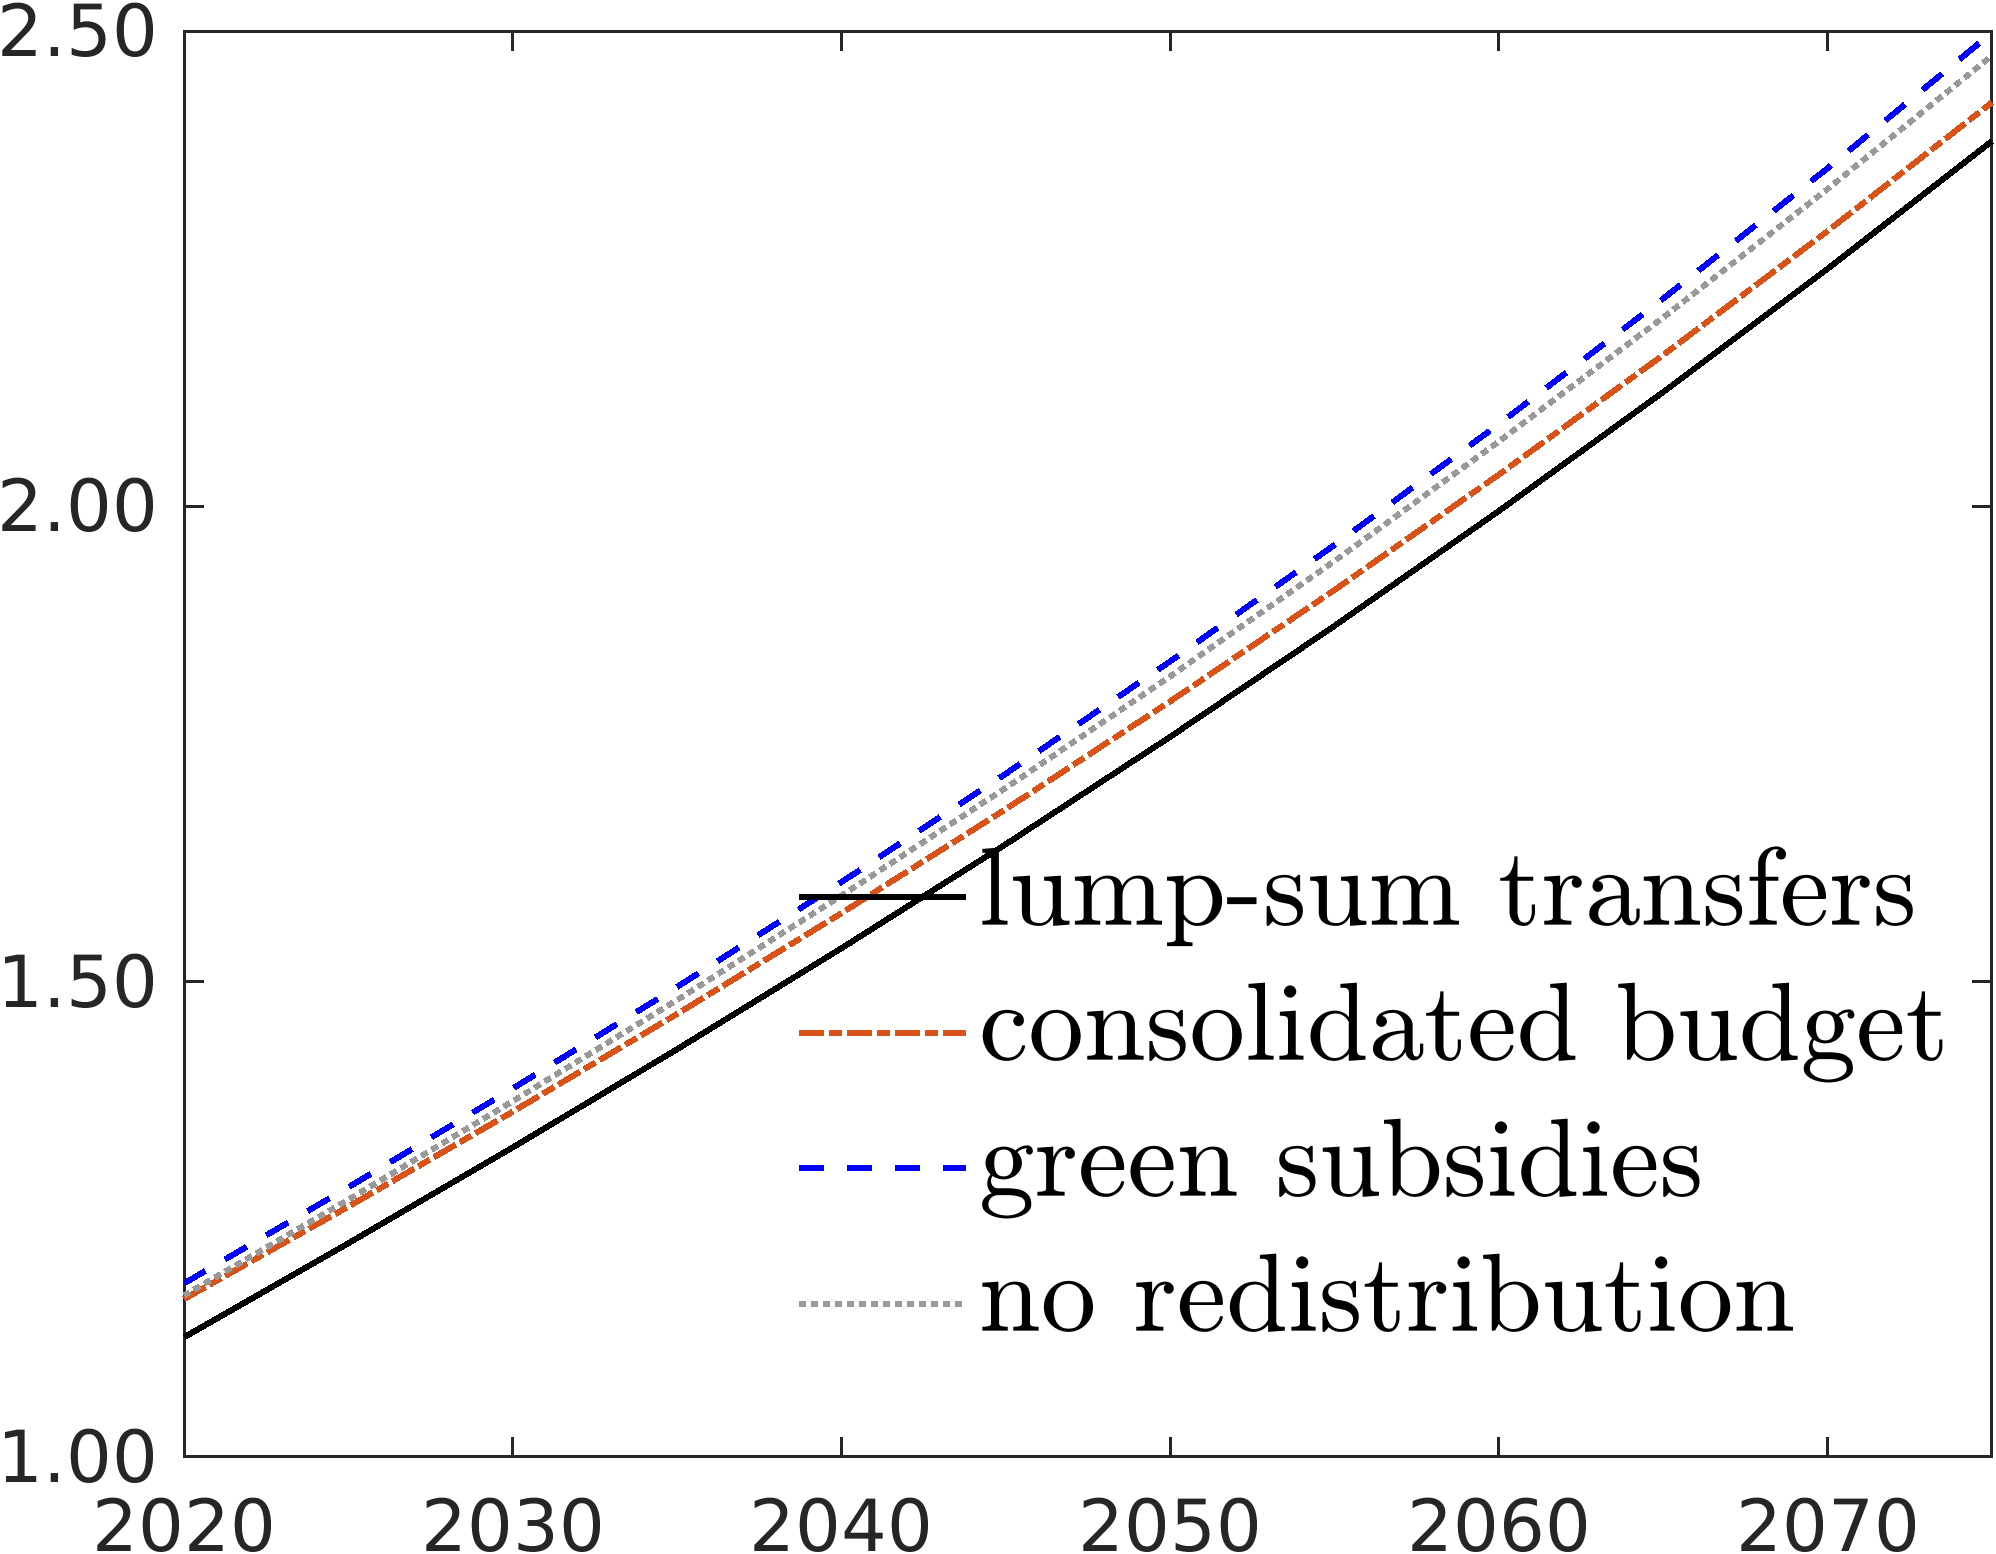 2.50
2.00
1.50
1.00
2020 2030 2040 2050 2060 2070
lump-sum transfers
consolidated budget
green subsidies
no redistribution